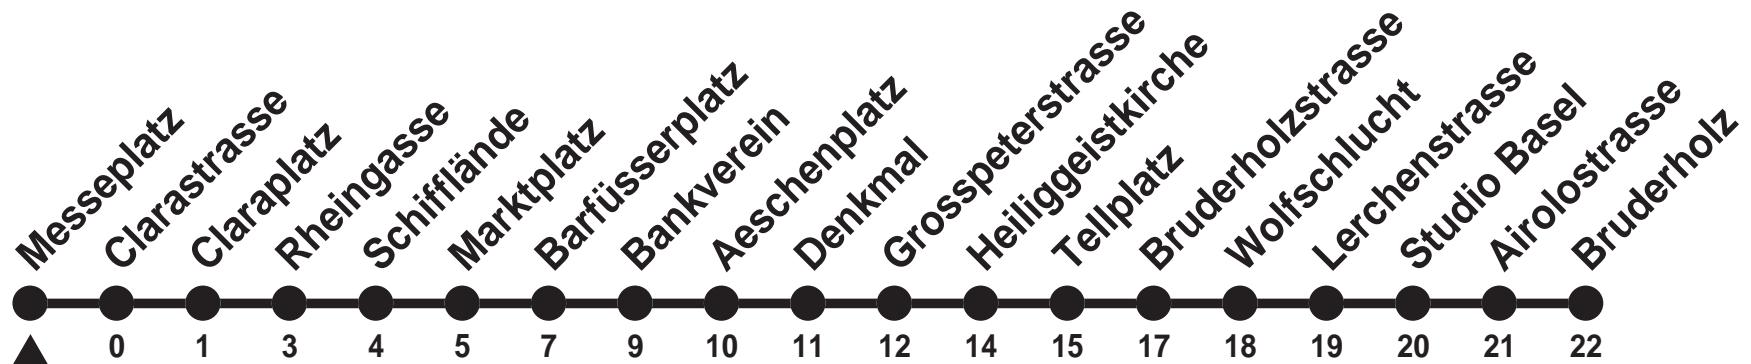 Messeplatz
Clarastrasse
Claraplatz
Rheingasse
Schifflände
Marktplatz
Barfüsserplatz
Bankverein
Aeschenplatz
Denkmal
Grosspeterstrasse
Heiliggeistkirche
Tellplatz
Bruderholzstrasse
Wolfschlucht
Lerchenstrasse
Studio Basel
Airolostrasse
Bruderholz
0 1 3 4 5 7 9 10 11 12 14 15 17 18 19 20 21 22